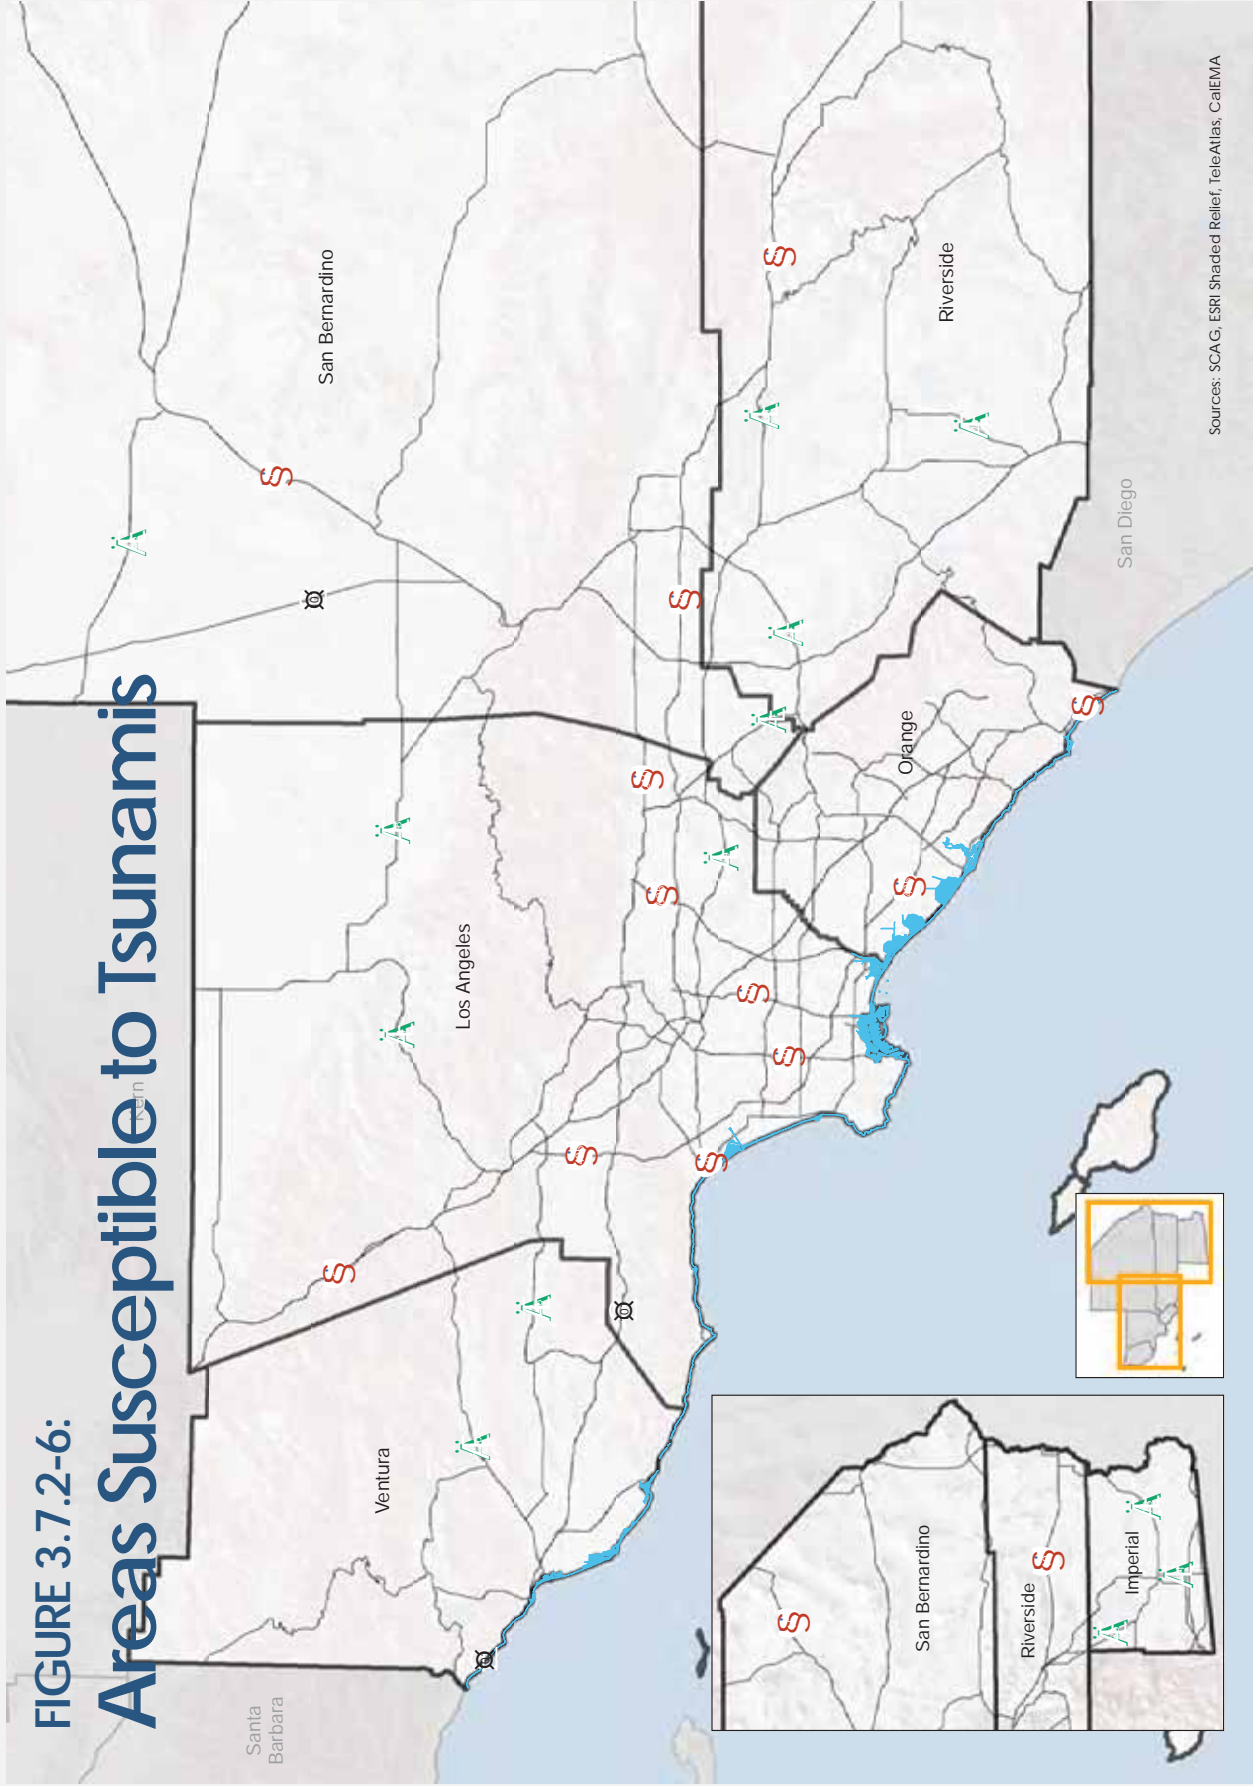 FIGURE 3.7.2-6:
Areas Susceptible to Tsunamis
Kern
Santa
Barbara
San Bernardino
Ventura
Los Angeles
Orange
Riverside
San Diego
San Bernardino
Riverside
Imperial
Sources: SCAG, ESRI Shaded Relief, TeleAtlas, CalEMA